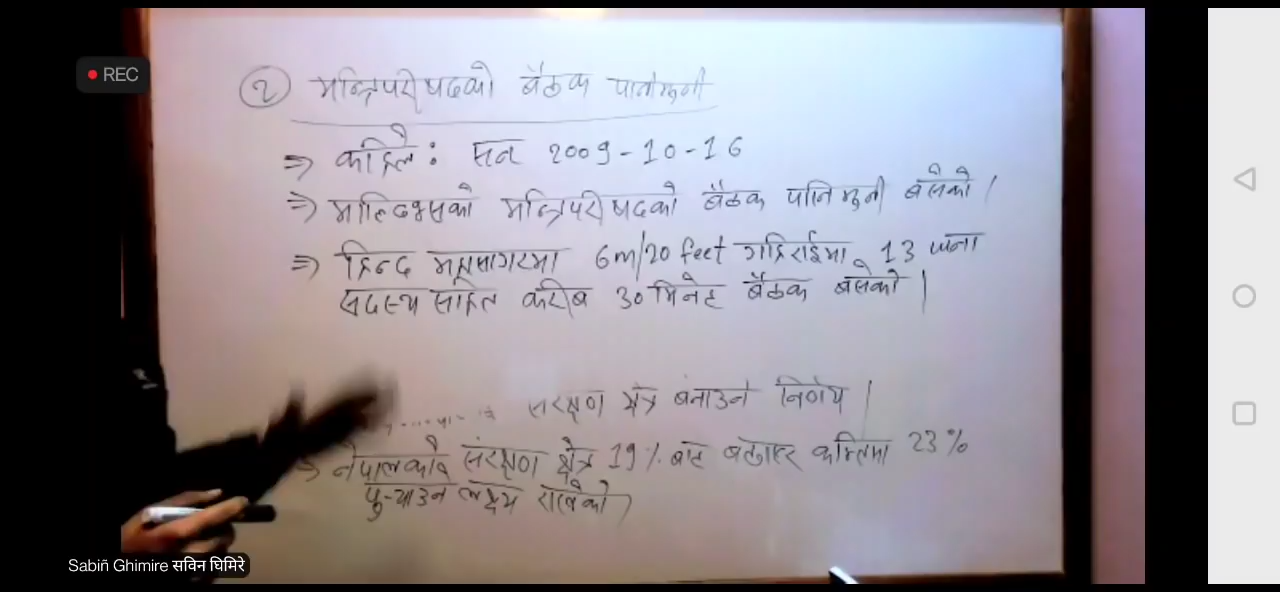 REC
२ मन्त्रिपरीषदको बैठक पानीमुनी
⇒ कहिले : सन 2009-10-16
⇒ माल्दिभ्सको मन्त्रिपरीषदको बैठक पानिमुनी बसेको।
⇒ हिन्द महासागरमा 6m/20 feet गहिराईमा 13 जना
सदस्य सहित करीब 30 मिनेट बैठक बसेको।
संरक्षण क्षेत्र बनाउने निर्णय।
नेपालको संरक्षण क्षेत्र 19% बाट बढाएर कम्तिमा 23%
पु-याउने लक्ष्य राखेको
Sabiñ Ghimire सविन घिमिरे